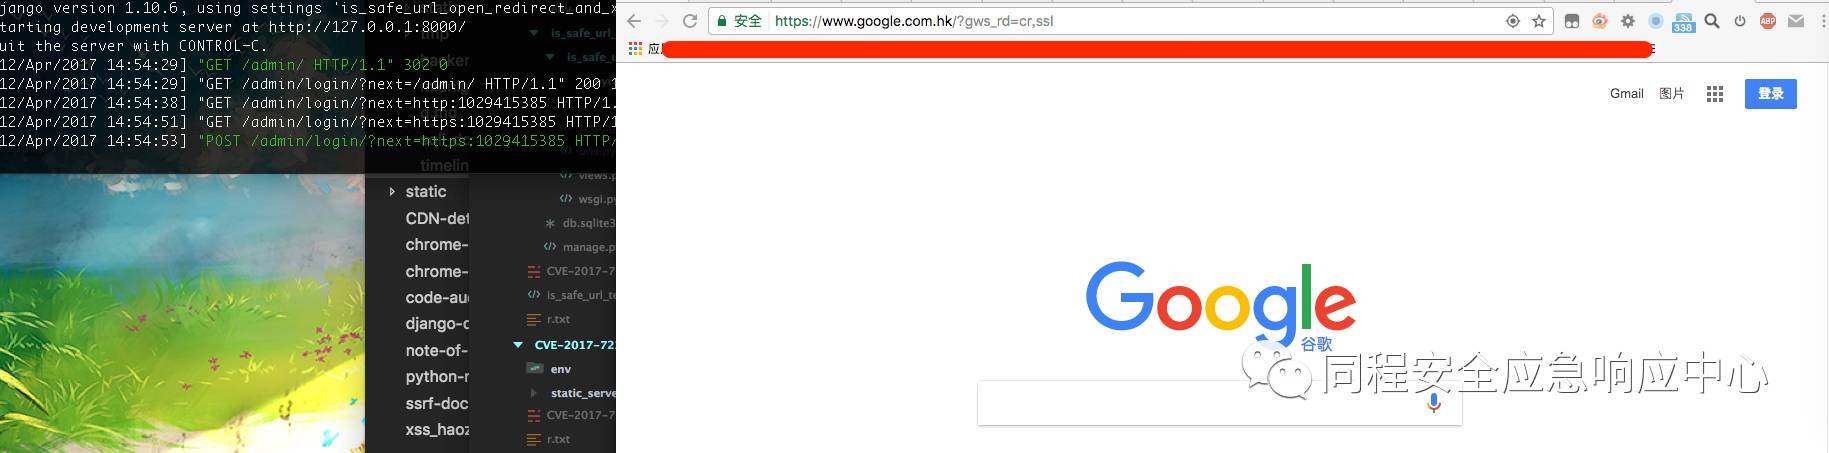 jango version 1.10.6, using settings 'is_safe_url_open_redirect_and_x
tarting development server at http://127.0.0.1:8000/
uit the server with CONTROL-C.
12/Apr/2017 14:54:29] "GET /admin/ HTTP/1.1" 302 0
12/Apr/2017 14:54:29] "GET /admin/login/?next=/admin/ HTTP/1.1" 200 1
12/Apr/2017 14:54:38] "GET /admin/login/?next=http:1029415385 HTTP/1.
12/Apr/2017 14:54:51] "GET /admin/login/?next=https:1029415385 HTTP/1
12/Apr/2017 14:54:53] "POST /admin/login/?next=https:1029415385 HTTP/
timelin
static
CDN-det
chrome-
chrome-
code-au
django-c
note-of-
python-r
ssrf-doc
xss_haoz
is_safe_url_
is_safe_u
views.p
wsgi.py
db.sqlite3
manage.py
CVE-2017-7
is_safe_url_te
r.txt
CVE-2017-72
env
static_serve
CVE-2017-7
r.txt
安全 https://www.google.com.hk/?gws_rd=cr,ssl
338
ABP
Gmail 图片 登录
Google
谷歌
同程安全应急响应中心